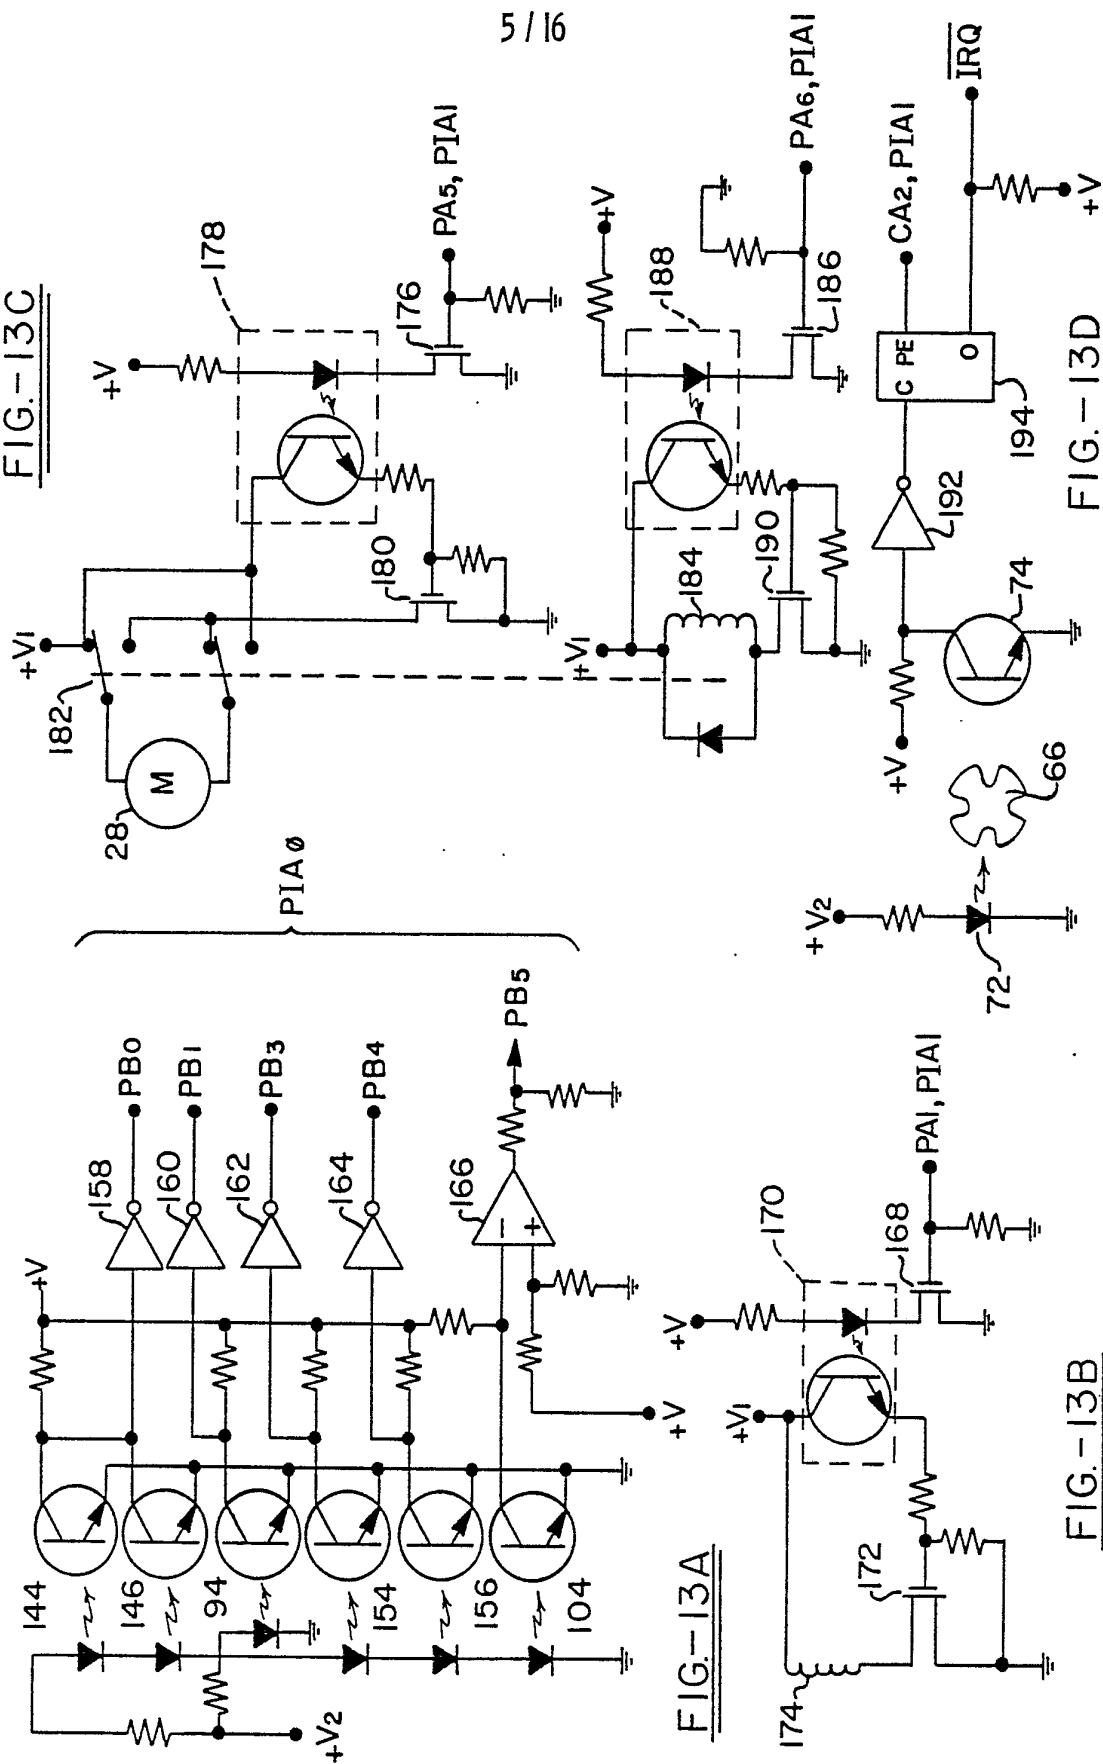 5/16
FIG.-13A
144
146
94
154
156
104
+V2
+V
158
160
162
164
166
−
+
+V
PB0
PB1
PB3
PB4
PB5
PIAØ
FIG.-13B
174
172
+V1
+V
170
168
PA1, PIA1
FIG.-13C
28
M
182
+V1
180
+V
178
176
PA5, PIA1
+V1
184
190
188
+V
186
PA6, PIA1
FIG.-13D
+V2
72
66
+V
74
192
C PE
O
194
CA2, PIA1
I̅R̅Q̅
+V